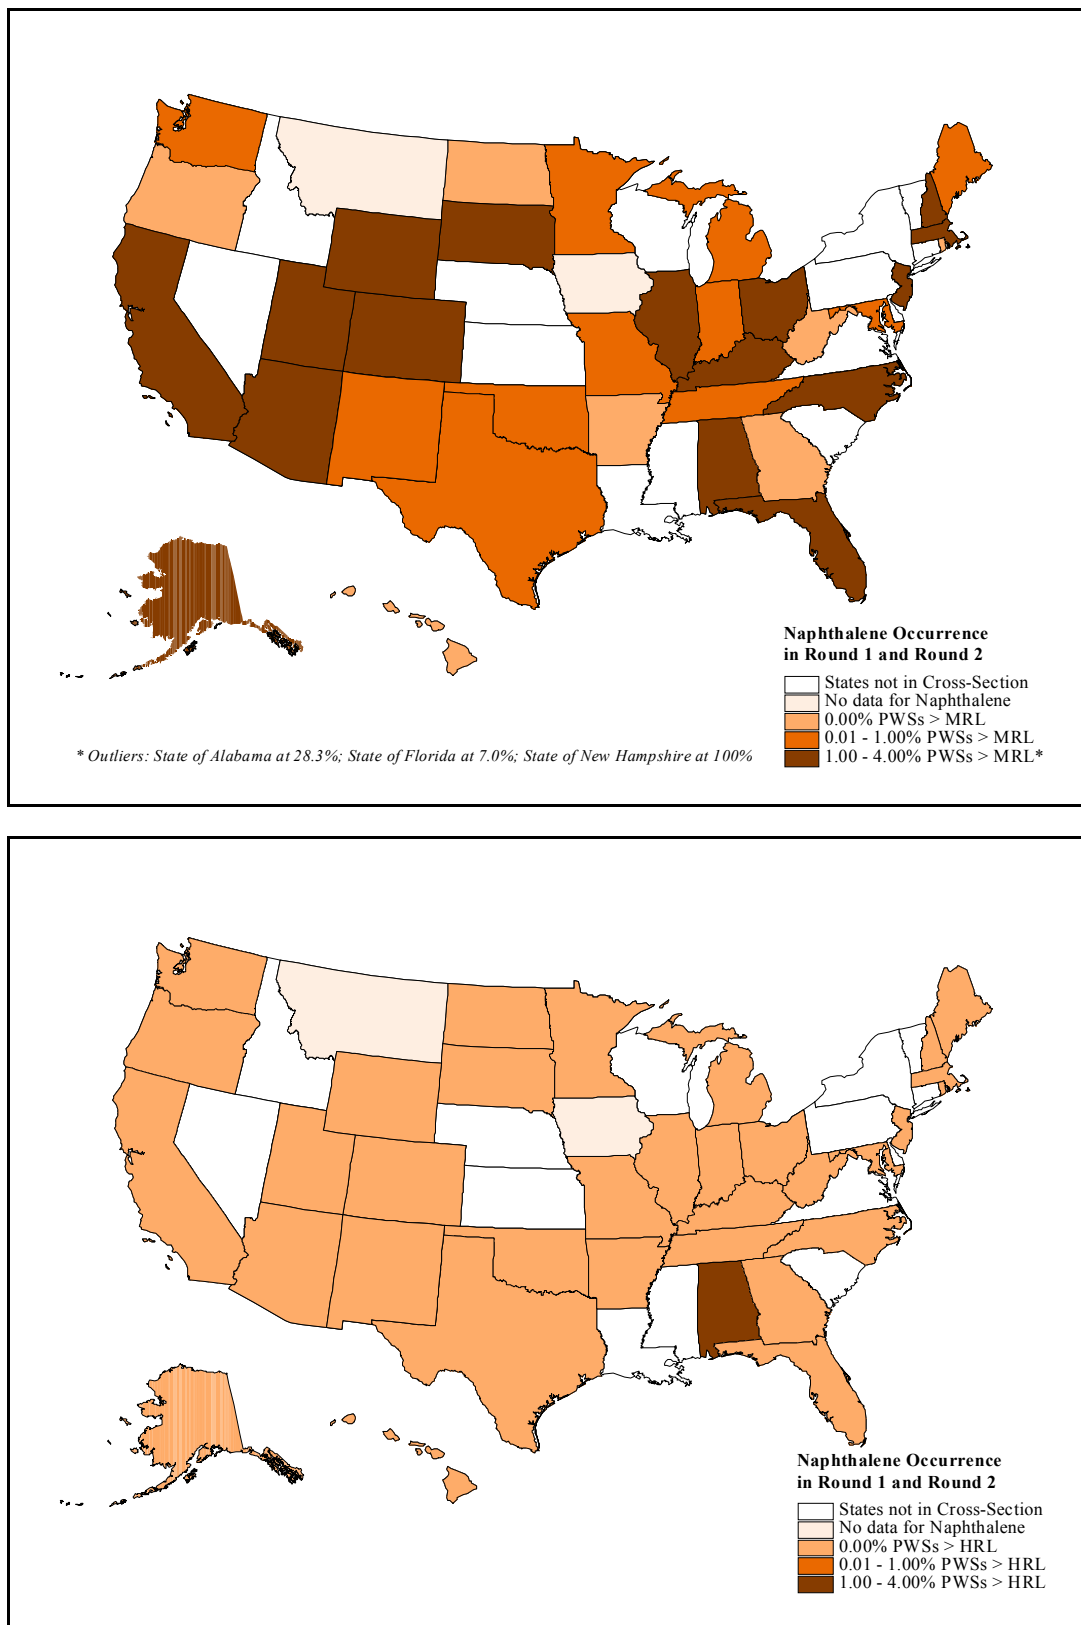 Naphthalene Occurrence
in Round 1 and Round 2
States not in Cross-Section
No data for Naphthalene
0.00% PWSs > MRL
0.01 - 1.00% PWSs > MRL
1.00 - 4.00% PWSs > MRL*
* Outliers: State of Alabama at 28.3%; State of Florida at 7.0%; State of New Hampshire at 100%
Naphthalene Occurrence
in Round 1 and Round 2
States not in Cross-Section
No data for Naphthalene
0.00% PWSs > HRL
0.01 - 1.00% PWSs > HRL
1.00 - 4.00% PWSs > HRL